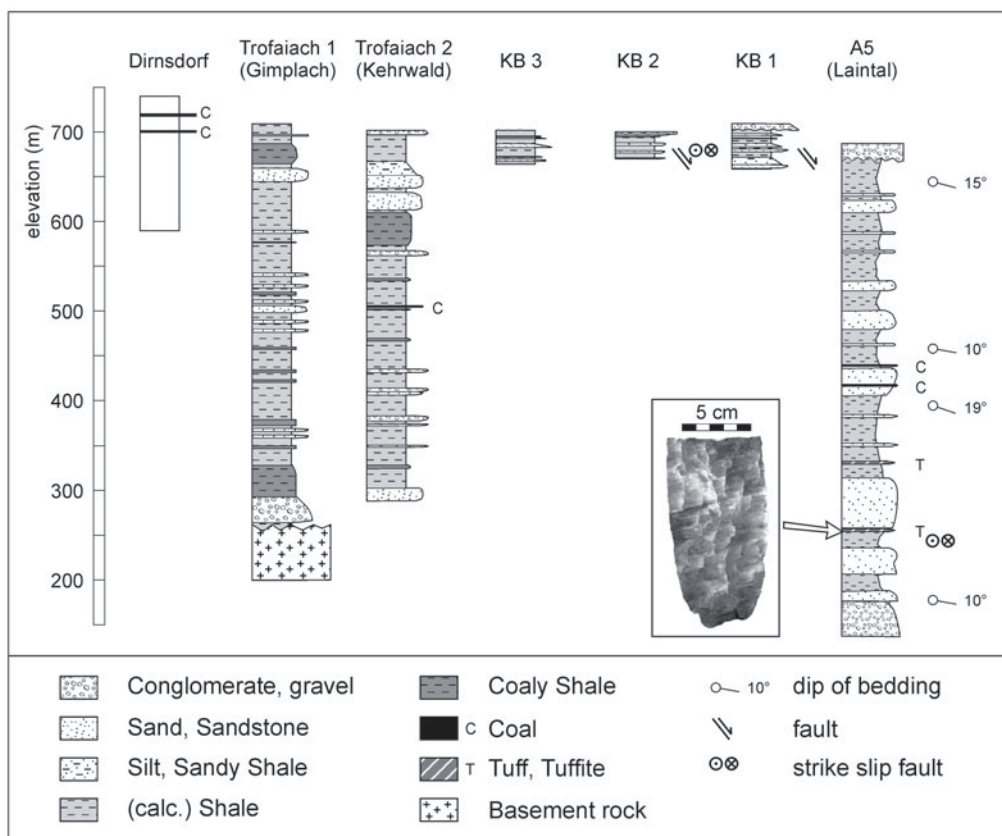 Dirnsdorf
Trofaiach 1
(Gimplach)
Trofaiach 2
(Kehrwald)
KB 3
KB 2
KB 1
A5
(Laintal)
elevation (m)
700
600
500
400
300
200
C
C
C
15°
10°
C
C
19°
T
T
10°
5 cm
Conglomerate, gravel
Sand, Sandstone
Silt, Sandy Shale
(calc.) Shale
Coaly Shale
C Coal
T Tuff, Tuffite
Basement rock
10° dip of bedding
fault
strike slip fault